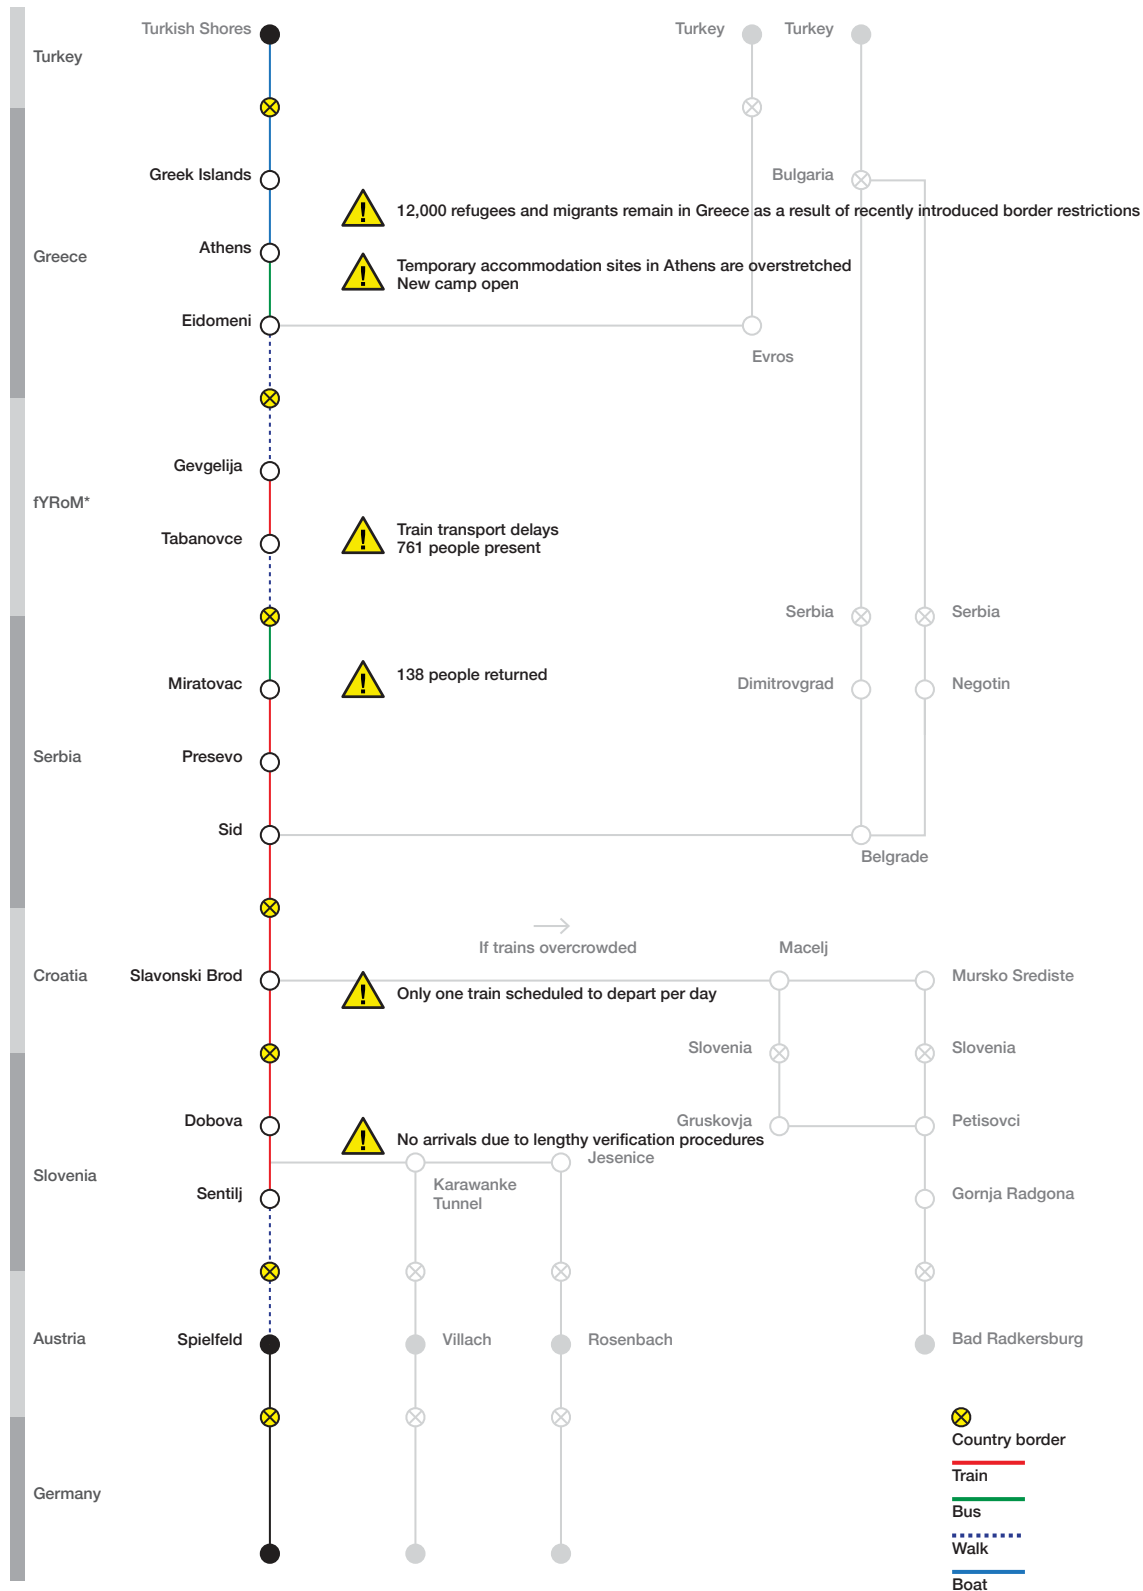 Turkish Shores
Turkey
Turkey
Turkey
Greek Islands
Bulgaria
12,000 refugees and migrants remain in Greece as a result of recently introduced border restrictions
Athens
Greece
Temporary accommodation sites in Athens are overstretched
New camp open
Eidomeni
Evros
Gevgelija
fYRoM*
Tabanovce
Train transport delays
761 people present
Serbia
Serbia
Miratovac
138 people returned
Dimitrovgrad
Negotin
Serbia
Presevo
Sid
Belgrade
If trains overcrowded
Macelj
Croatia
Slavonski Brod
Mursko Srediste
Only one train scheduled to depart per day
Slovenia
Slovenia
Dobova
Gruskovja
Petisovci
No arrivals due to lengthy verification procedures
Jesenice
Slovenia
Karawanke
Tunnel
Sentilj
Gornja Radgona
Austria
Spielfeld
Villach
Rosenbach
Bad Radkersburg
Country border
Train
Germany
Bus
Walk
Boat